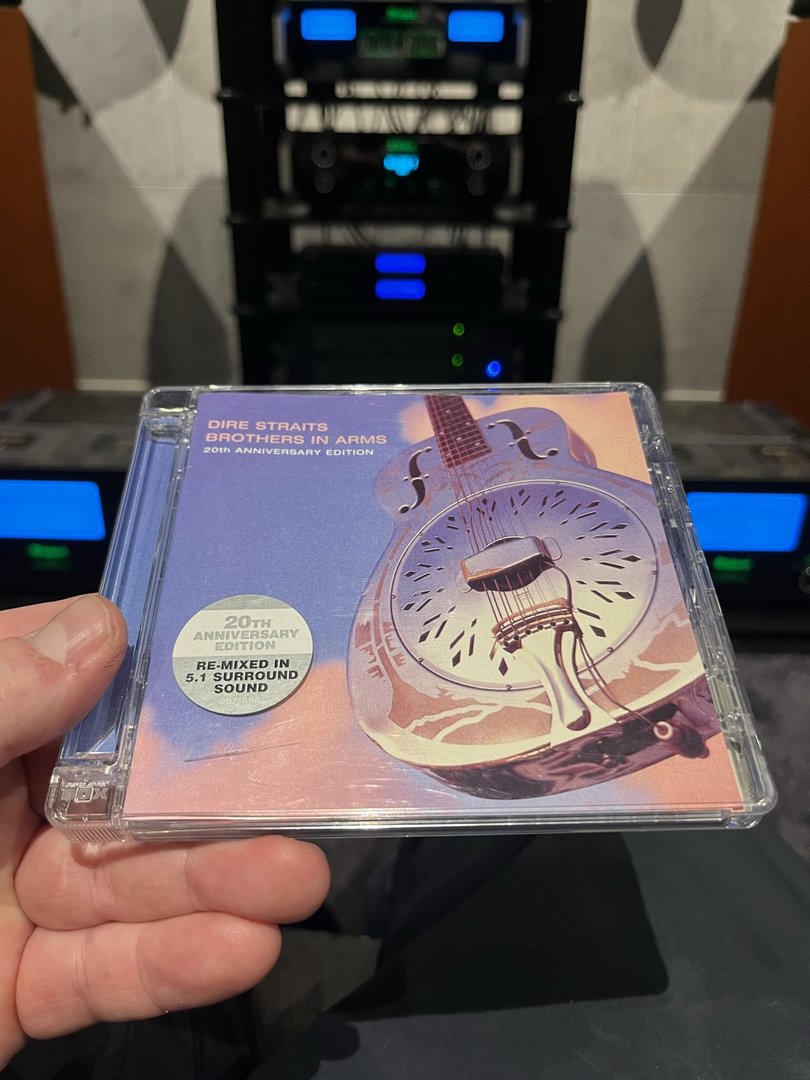 DIRE STRAITS
BROTHERS IN ARMS
20th ANNIVERSARY EDITION
20TH
ANNIVERSARY
EDITION
RE-MIXED IN
5.1 SURROUND
SOUND